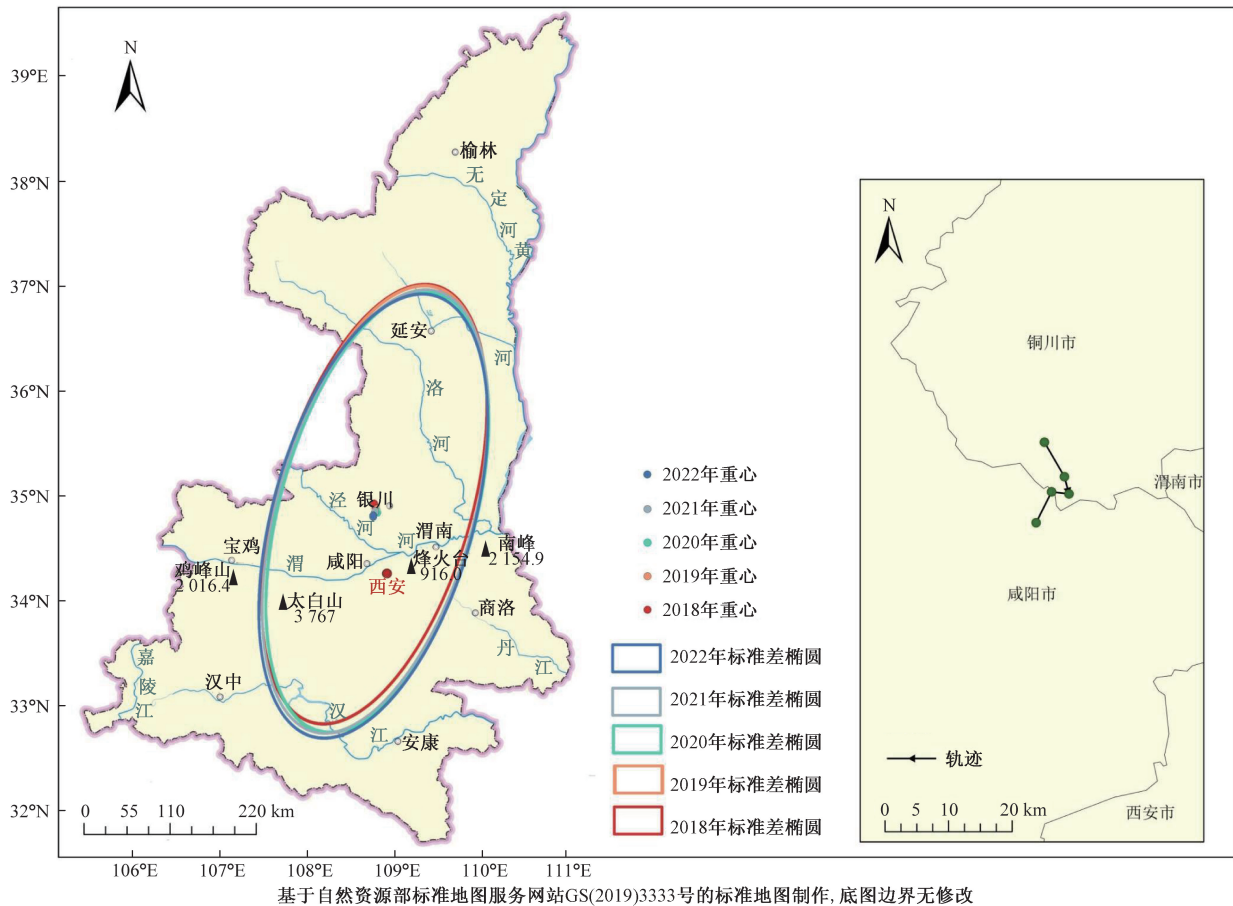 N
39°E
38°N
37°N
36°N
35°N
34°N
33°N
32°N
106°E
107°E
108°E
109°E
110°E
111°E
榆林
无
定
河
黄
河
延安
洛
河
银川
泾
河
渭南
河
南峰
2 154.9
宝鸡
渭
咸阳
烽火台
916.0
鸡峰山
2 016.4
西安
太白山
3 767
商洛
丹
江
嘉
陵
江
汉中
汉
江
安康
0 55 110 220 km
2022年重心
2021年重心
2020年重心
2019年重心
2018年重心
2022年标准差椭圆
2021年标准差椭圆
2020年标准差椭圆
2019年标准差椭圆
2018年标准差椭圆
N
铜川市
渭南市
咸阳市
轨迹
0 5 10 20 km
西安市
基于自然资源部标准地图服务网站GS(2019)3333号的标准地图制作, 底图边界无修改